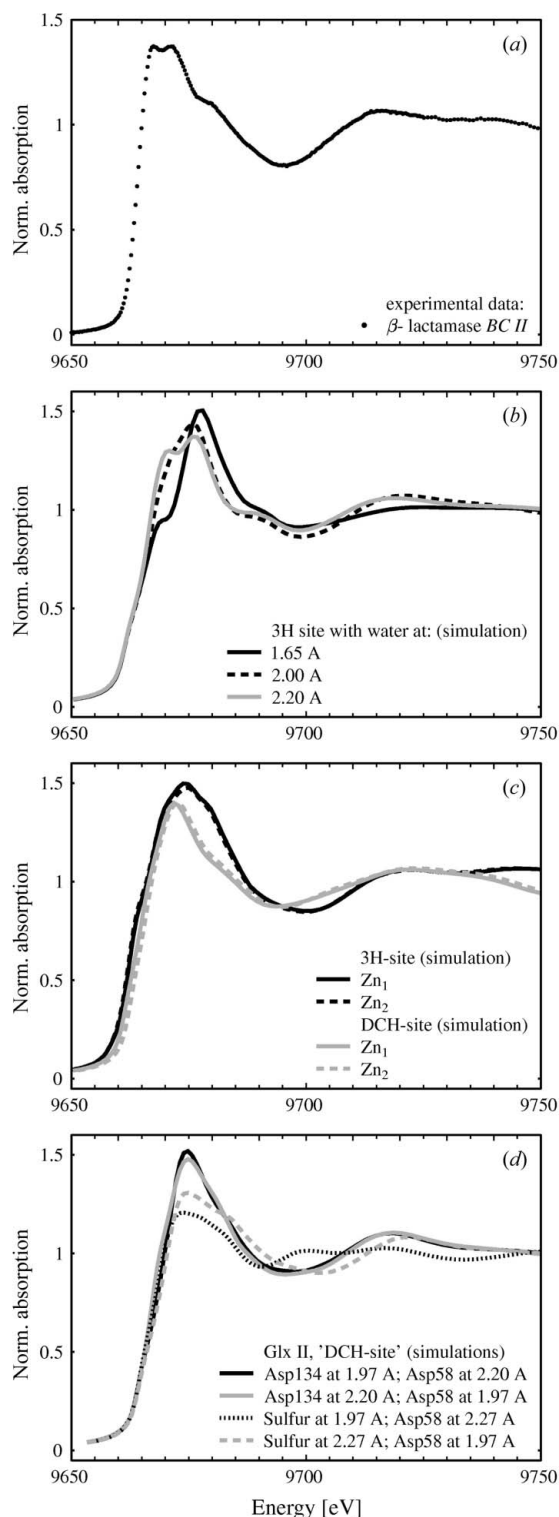 (a)
1.5
1
0.5
0
Norm. absorption
experimental data:
β- lactamase BC II
9650
9700
9750
(b)
1.5
1
0.5
0
Norm. absorption
3H site with water at: (simulation)
1.65 A
2.00 A
2.20 A
9650
9700
9750
(c)
1.5
1
0.5
0
Norm. absorption
3H-site (simulation)
Zn1
Zn2
DCH-site (simulation)
Zn1
Zn2
9650
9700
9750
(d)
1.5
1
0.5
0
Norm. absorption
Glx II, 'DCH-site' (simulations)
Asp134 at 1.97 A; Asp58 at 2.20 A
Asp134 at 2.20 A; Asp58 at 1.97 A
Sulfur at 1.97 A; Asp58 at 2.27 A
Sulfur at 2.27 A; Asp58 at 1.97 A
9650
9700
9750
Energy [eV]